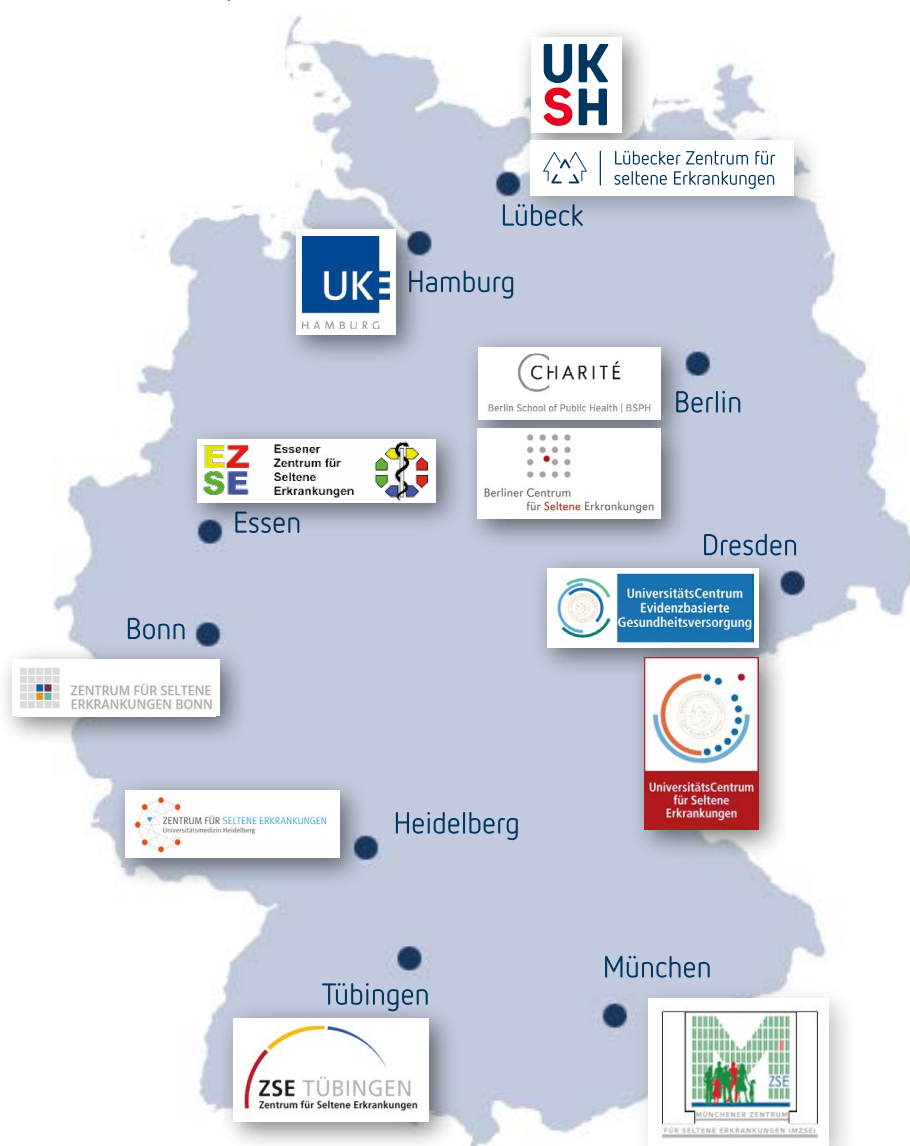 UK
SH
Lübecker Zentrum für
seltene Erkrankungen
Lübeck
UKE
HAMBURG
Hamburg
CHARITÉ
Berlin School of Public Health | BSPH
Berlin
Berliner Centrum
für Seltene Erkrankungen
EZ
SE
Essener
Zentrum für
Seltene
Erkrankungen
Essen
Dresden
UniversitätsCentrum
Evidenzbasierte
Gesundheitsversorgung
Bonn
ZENTRUM FÜR SELTENE
ERKRANKUNGEN BONN
UniversitätsCentrum
für Seltene
Erkrankungen
ZENTRUM FÜR SELTENE ERKRANKUNGEN
Universitätsmedizin Heidelberg
Heidelberg
Tübingen
ZSE TÜBINGEN
Zentrum für Seltene Erkrankungen
München
M
ZSE
MÜNCHENER ZENTRUM
FÜR SELTENE ERKRANKUNGEN (MZSE)